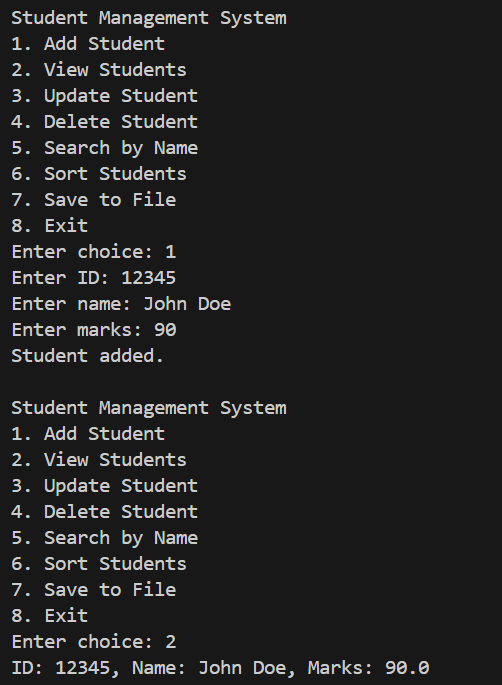 Student Management System
1. Add Student
2. View Students
3. Update Student
4. Delete Student
5. Search by Name
6. Sort Students
7. Save to File
8. Exit
Enter choice: 1
Enter ID: 12345
Enter name: John Doe
Enter marks: 90
Student added.

Student Management System
1. Add Student
2. View Students
3. Update Student
4. Delete Student
5. Search by Name
6. Sort Students
7. Save to File
8. Exit
Enter choice: 2
ID: 12345, Name: John Doe, Marks: 90.0